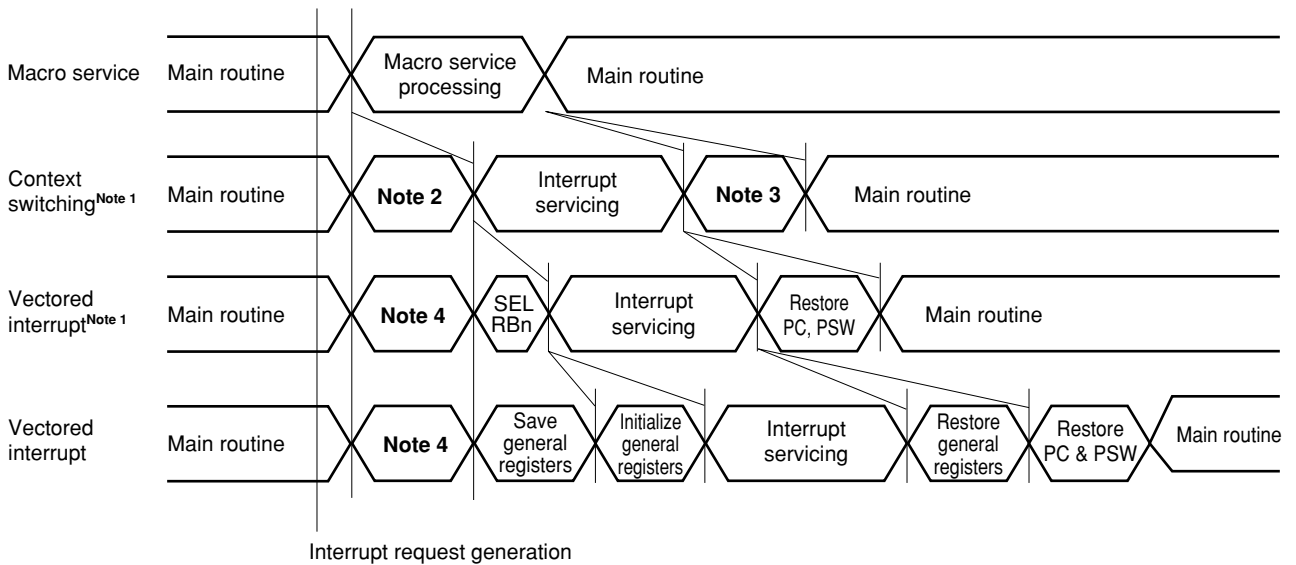 Macro service
Main routine
Macro service
processing
Main routine
Context
switchingNote 1
Main routine
Note 2
Interrupt
servicing
Note 3
Main routine
Vectored
interruptNote 1
Main routine
Note 4
SEL
RBn
Interrupt
servicing
Restore
PC, PSW
Main routine
Vectored
interrupt
Main routine
Note 4
Save
general
registers
Initialize
general
registers
Interrupt
servicing
Restore
general
registers
Restore
PC & PSW
Main routine
Interrupt request generation